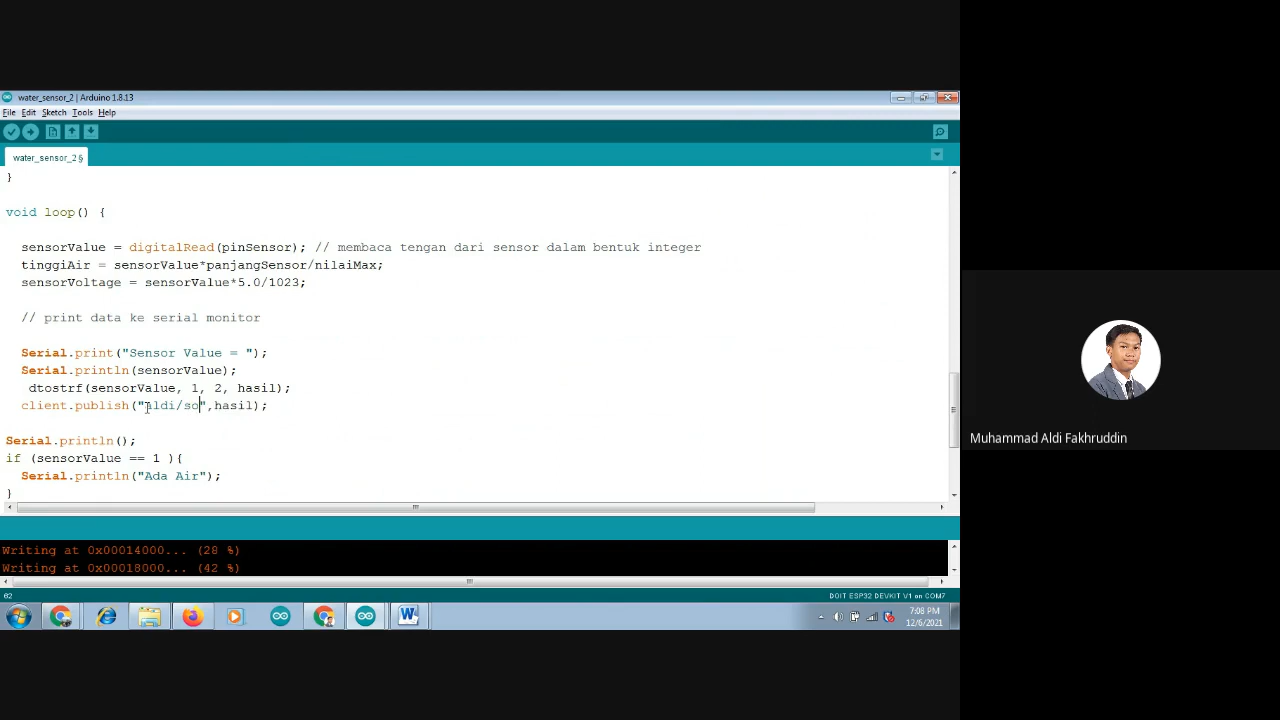 water_sensor_2 | Arduino 1.8.13
File Edit Sketch Tools Help
water_sensor_2 §
}
void loop() {
sensorValue = digitalRead(pinSensor); // membaca tengan dari sensor dalam bentuk integer
tinggiAir = sensorValue*panjangSensor/nilaiMax;
sensorVoltage = sensorValue*5.0/1023;
// print data ke serial monitor
Serial.print("Sensor Value = ");
Serial.println(sensorValue);
dtostrf(sensorValue, 1, 2, hasil);
client.publish("aldi/so",hasil);
Serial.println();
if (sensorValue == 1 ){
Serial.println("Ada Air");
}
Writing at 0x00014000... (28 %)
Writing at 0x00018000... (42 %)
62
DOIT ESP32 DEVKIT V1 on COM7
7:08 PM
12/6/2021
Muhammad Aldi Fakhruddin